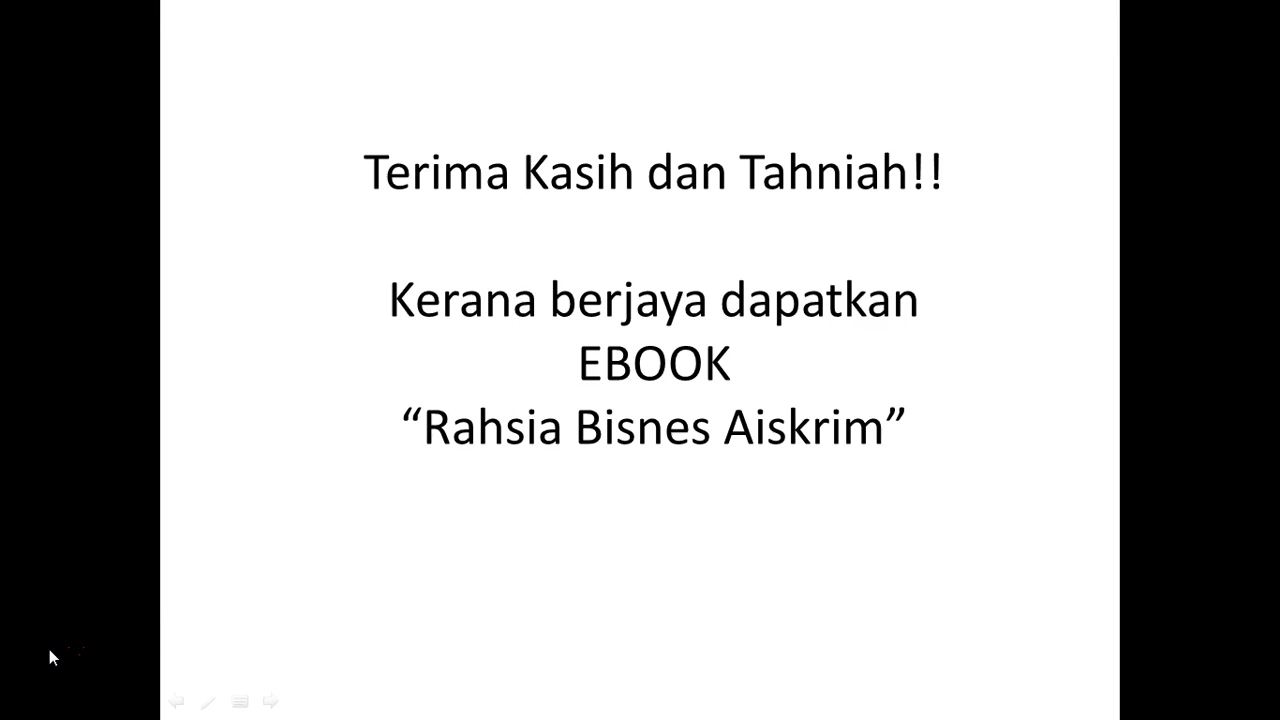 Terima Kasih dan Tahniah!!
Kerana berjaya dapatkan
EBOOK
“Rahsia Bisnes Aiskrim”